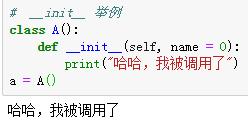 # __init__ 举例
class A():
    def __init__(self, name = 0):
        print("哈哈，我被调用了")
a = A()
哈哈，我被调用了